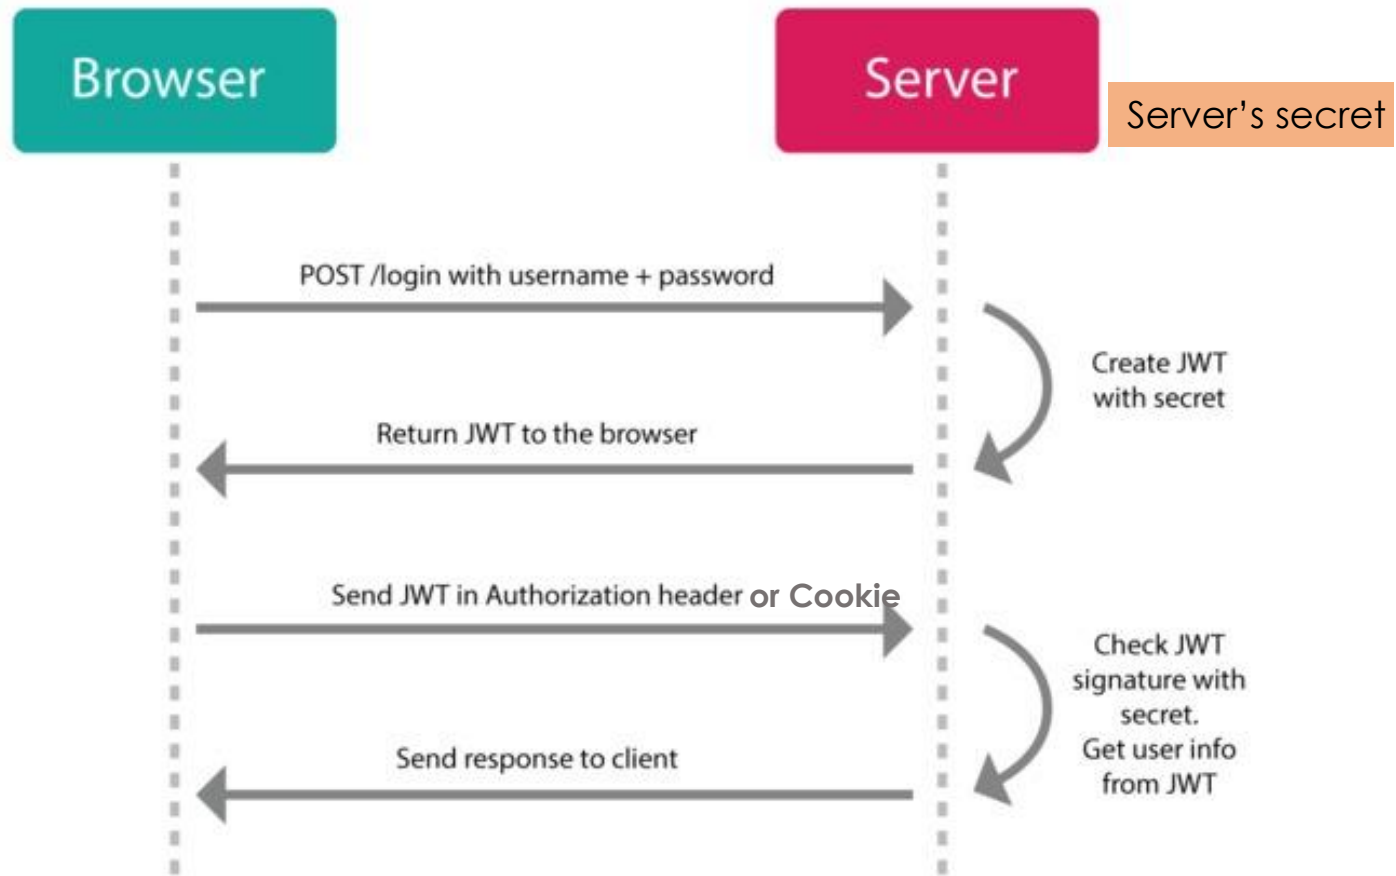 Browser
Server
Server’s secret
POST /login with username + password
Create JWT
with secret
Return JWT to the browser
Send JWT in Authorization header or Cookie
Check JWT
signature with
secret.
Get user info
from JWT
Send response to client